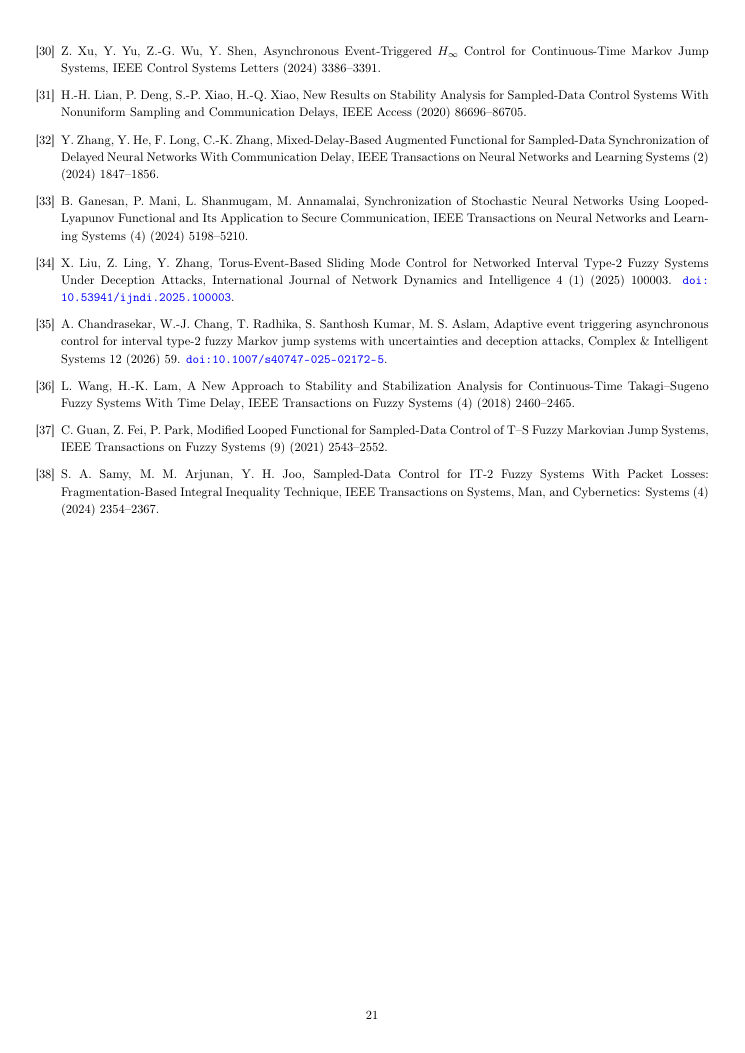 [30] Z. Xu, Y. Yu, Z.-G. Wu, Y. Shen, Asynchronous Event-Triggered H∞ Control for Continuous-Time Markov Jump
Systems, IEEE Control Systems Letters (2024) 3386–3391.
[31] H.-H. Lian, P. Deng, S.-P. Xiao, H.-Q. Xiao, New Results on Stability Analysis for Sampled-Data Control Systems With
Nonuniform Sampling and Communication Delays, IEEE Access (2020) 86696–86705.
[32] Y. Zhang, Y. He, F. Long, C.-K. Zhang, Mixed-Delay-Based Augmented Functional for Sampled-Data Synchronization of
Delayed Neural Networks With Communication Delay, IEEE Transactions on Neural Networks and Learning Systems (2)
(2024) 1847–1856.
[33] B. Ganesan, P. Mani, L. Shanmugam, M. Annamalai, Synchronization of Stochastic Neural Networks Using Looped-
Lyapunov Functional and Its Application to Secure Communication, IEEE Transactions on Neural Networks and Learn-
ing Systems (4) (2024) 5198–5210.
[34] X. Liu, Z. Ling, Y. Zhang, Torus-Event-Based Sliding Mode Control for Networked Interval Type-2 Fuzzy Systems
Under Deception Attacks, International Journal of Network Dynamics and Intelligence 4 (1) (2025) 100003. doi:
10.53941/ijndi.2025.100003.
[35] A. Chandrasekar, W.-J. Chang, T. Radhika, S. Santhosh Kumar, M. S. Aslam, Adaptive event triggering asynchronous
control for interval type-2 fuzzy Markov jump systems with uncertainties and deception attacks, Complex & Intelligent
Systems 12 (2026) 59. doi:10.1007/s40747-025-02172-5.
[36] L. Wang, H.-K. Lam, A New Approach to Stability and Stabilization Analysis for Continuous-Time Takagi–Sugeno
Fuzzy Systems With Time Delay, IEEE Transactions on Fuzzy Systems (4) (2018) 2460–2465.
[37] C. Guan, Z. Fei, P. Park, Modified Looped Functional for Sampled-Data Control of T–S Fuzzy Markovian Jump Systems,
IEEE Transactions on Fuzzy Systems (9) (2021) 2543–2552.
[38] S. A. Samy, M. M. Arjunan, Y. H. Joo, Sampled-Data Control for IT-2 Fuzzy Systems With Packet Losses:
Fragmentation-Based Integral Inequality Technique, IEEE Transactions on Systems, Man, and Cybernetics: Systems (4)
(2024) 2354–2367.
21